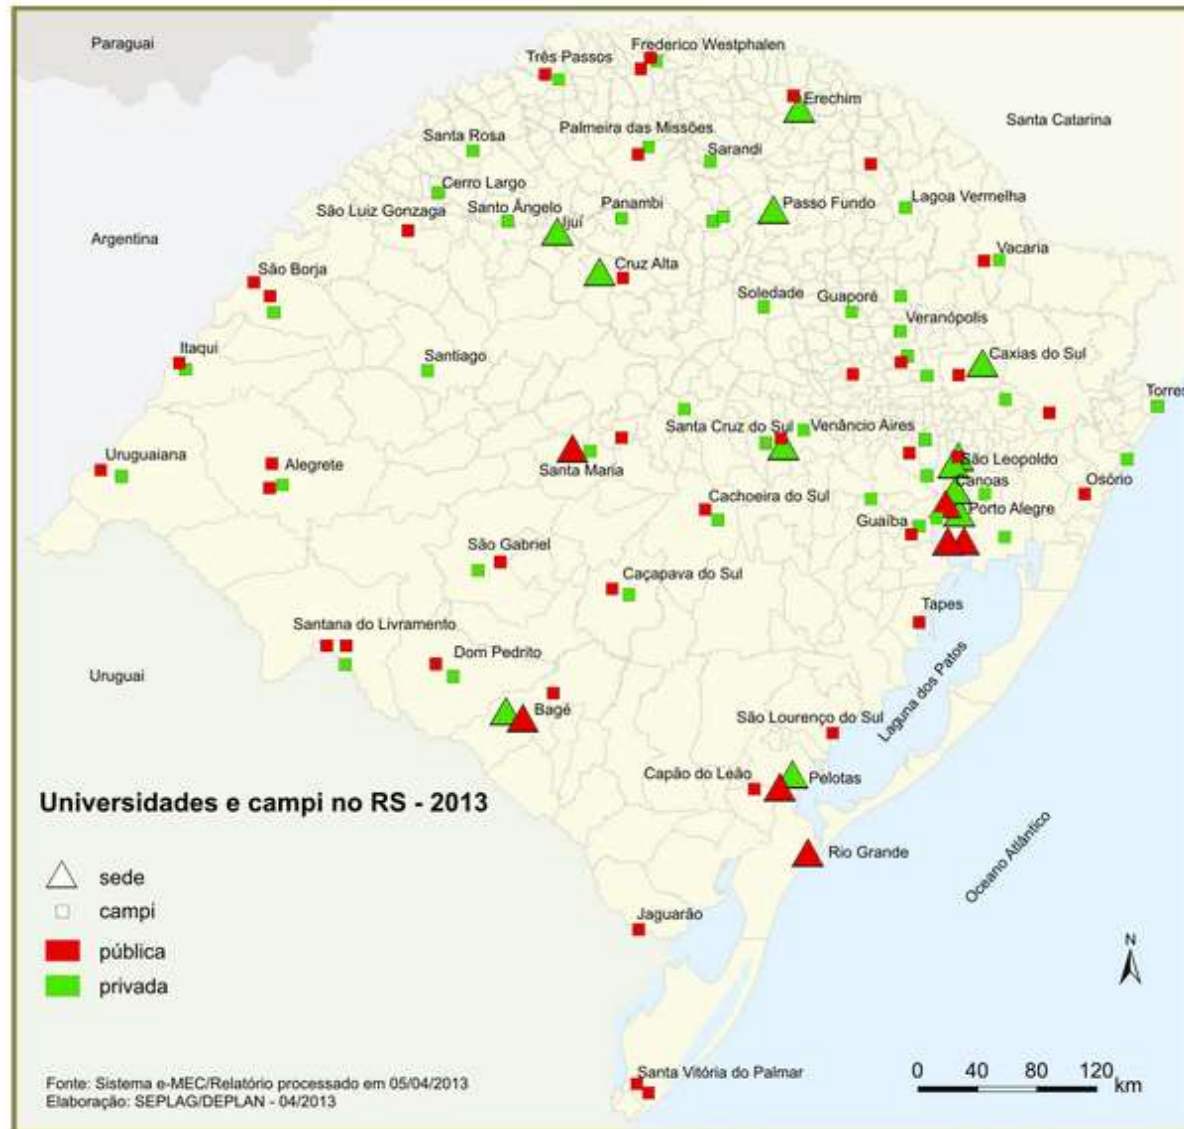 Paraguai
Frederico Westphalen
Três Passos
Erechim
Santa Catarina
Palmeira das Missões
Santa Rosa
Sarandi
Cerro Largo
Lagoa Vermelha
São Luiz Gonzaga
Santo Ângelo
Panambi
Passo Fundo
Ijuí
Argentina
Vacaria
Cruz Alta
São Borja
Soledade
Guaporé
Veranópolis
Itaqui
Santiago
Caxias do Sul
Torres
Santa Cruz do Sul
Venâncio Aires
Uruguaiana
Alegrete
Santa Maria
São Leopoldo
Canoas
Osório
Cachoeira do Sul
Guaíba
Porto Alegre
São Gabriel
Caçapava do Sul
Tapes
Santana do Livramento
Dom Pedrito
Uruguai
Laguna dos Patos
Bagé
São Lourenço do Sul
Capão do Leão
Pelotas
Universidades e campi no RS - 2013
Rio Grande
Oceano Atlântico
sede
campi
pública
privada
Jaguarão
N
Santa Vitória do Palmar
0 40 80 120
km
Fonte: Sistema e-MEC/Relatório processado em 05/04/2013
Elaboração: SEPLAG/DEPLAN - 04/2013